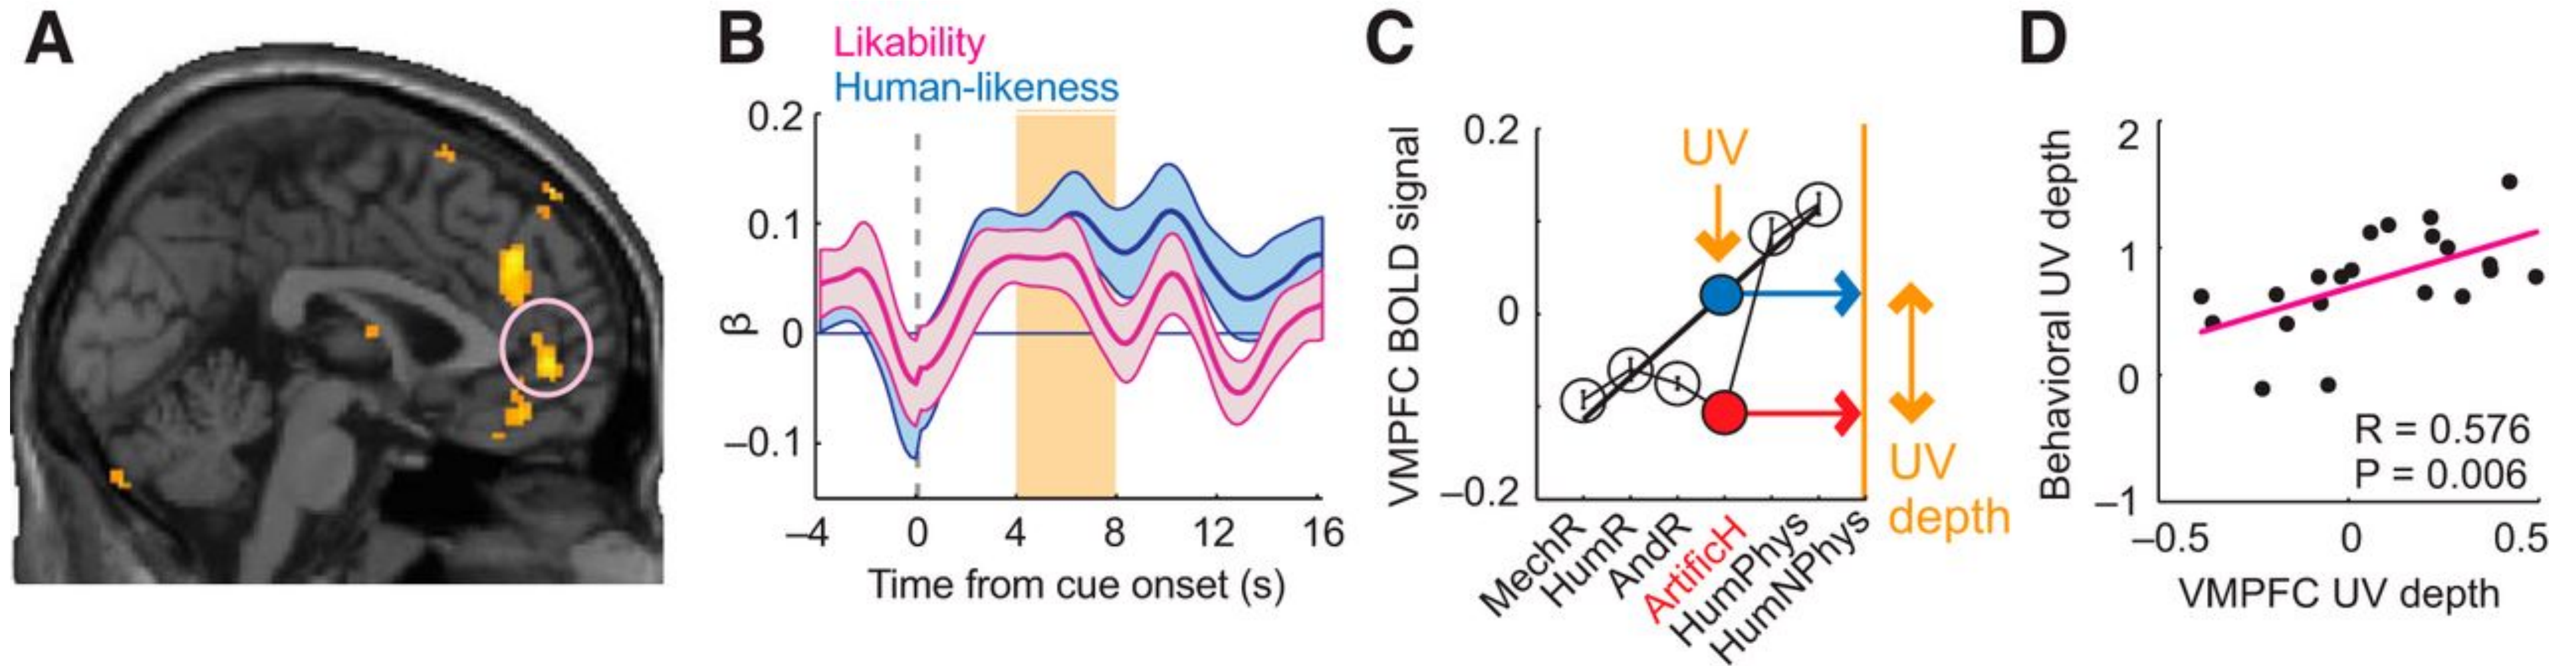 A
B
Likability
Human-likeness
0.2
0.1
0
–0.1
β
–4
0
4
8
12
16
Time from cue onset (s)
C
VMPFC BOLD signal
0.2
0
–0.2
UV
UV
depth
MechR
HumR
AndR
ArtificH
HumPhys
HumNPhys
D
Behavioral UV depth
2
1
0
–1
R = 0.576
P = 0.006
–0.5
0
0.5
VMPFC UV depth